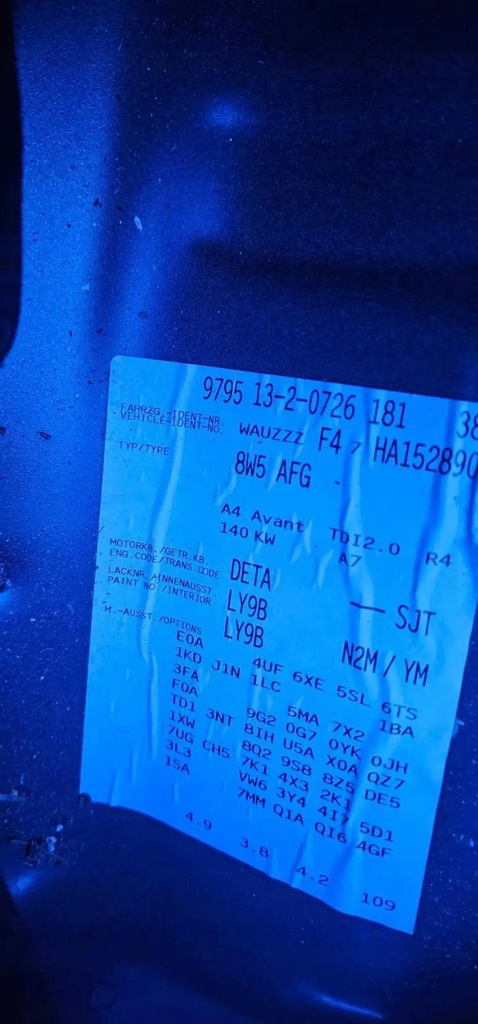 9795 13-2-0726 181 38
FAHRZG.-IDENT-NR.
VEHICLE-IDENT-NO. WAUZZZ F4 7 HA152890
TYP/TYPE 8W5 AFG -
A4 Avant TDI2.0 R4
140 KW A7
MOTORKB./GETR.KB.
ENG.CODE/TRANS.CODE DETA — SJT
LACKNR./INNENAUSST.
PAINT NO./INTERIOR LY9B
LY9B N2M / YM
M.-AUSST./OPTIONS
E0A 4UF 6XE 5SL 6TS
1KD J1N 1LC 5MA 7X2 1BA
3FA 9G2 0G7 0YK 0JH
F0A 8IH U5A X0A QZ7
TD1 3NT 8Q2 9S8 8Z5 DE5
1XW 7K1 4X3 2K1
7UG CH5 VW6 3Y4 4I7 5D1
3L3 7MM Q1A QI6 4GF
1SA
4.9 3.8 4.2 109